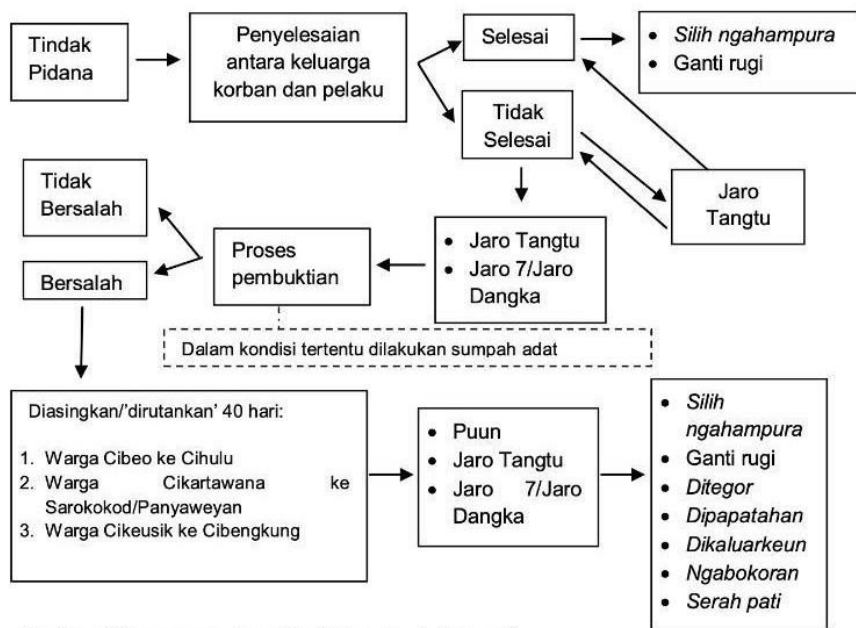 Tindak
Pidana
Penyelesaian
antara keluarga
korban dan pelaku
Selesai
• Silih ngahampura
• Ganti rugi
Tidak
Selesai
Jaro
Tangtu
Tidak
Bersalah
Bersalah
Proses
pembuktian
• Jaro Tangtu
• Jaro 7/Jaro
Dangka
Dalam kondisi tertentu dilakukan sumpah adat
Diasingkan/'dirutankan' 40 hari:
1. Warga Cibeo ke Cihulu
2. Warga Cikartawana ke
Sarokokod/Panyaweyan
3. Warga Cikeusik ke Cibengkung
• Puun
• Jaro Tangtu
• Jaro 7/Jaro
Dangka
• Silih
ngahampura
• Ganti rugi
• Ditegor
• Dipapatahan
• Dikaluarkeun
• Ngabokoran
• Serah pati